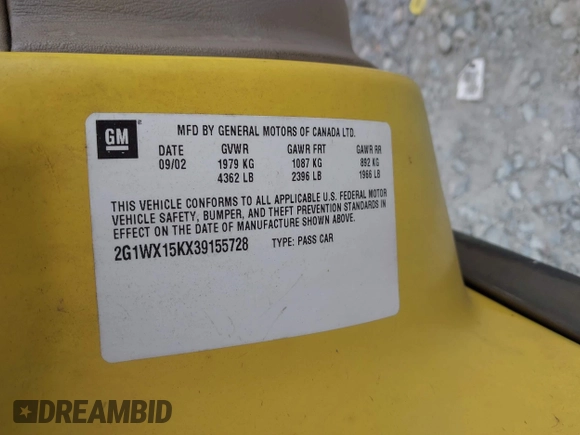 GM ®
MFD BY GENERAL MOTORS OF CANADA LTD.
DATE GVWR GAWR FRT GAWR RR
09/02 1979 KG 1087 KG 892 KG
4362 LB 2396 LB 1966 LB
THIS VEHICLE CONFORMS TO ALL APPLICABLE U.S. FEDERAL MOTOR
VEHICLE SAFETY, BUMPER, AND THEFT PREVENTION STANDARDS IN
EFFECT ON THE DATE OF MANUFACTURE SHOWN ABOVE.
2G1WX15KX39155728 TYPE: PASS CAR
DREAMBID